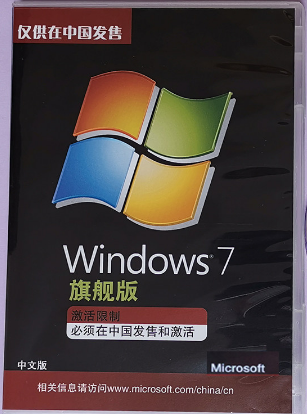 仅供在中国发售
Windows® 7
旗舰版
激活限制
必须在中国发售和激活
中文版
Microsoft
相关信息请访问www.microsoft.com/china/cn